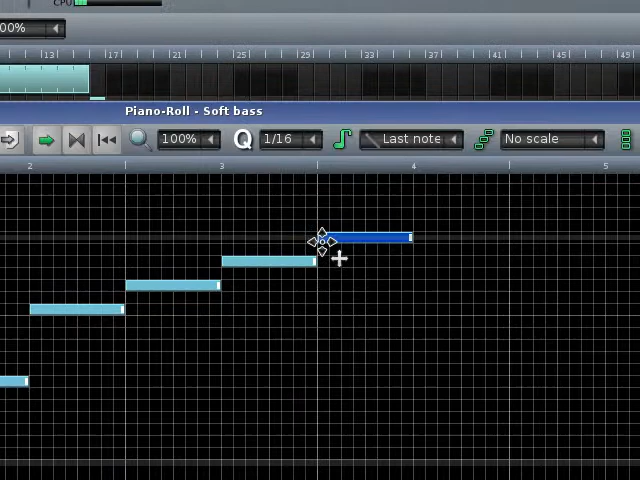 CPU
00%
13 17 21 25 29 33 37 41 45 45
Piano-Roll - Soft bass
100% Q 1/16 Last note No scale
2 3 4 5